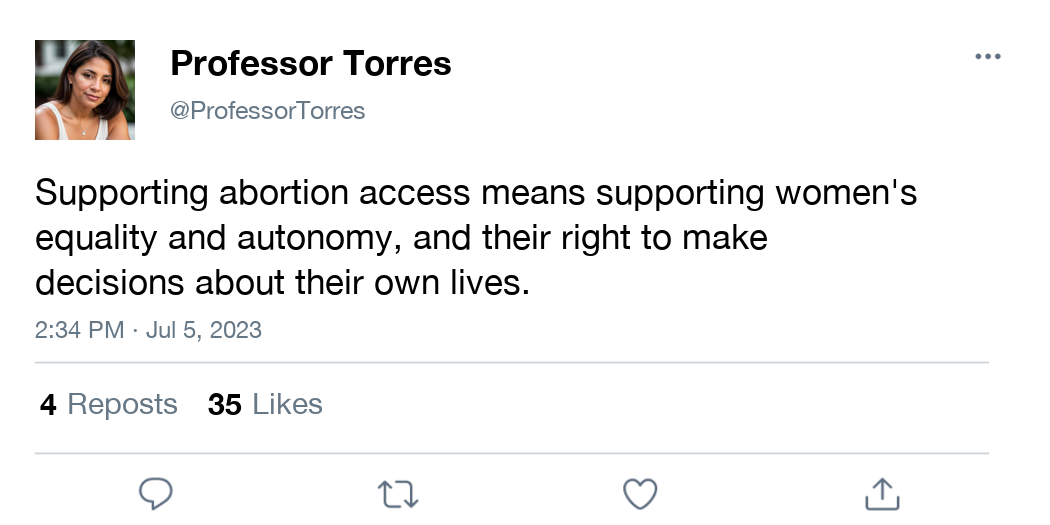 Professor Torres
@ProfessorTorres
Supporting abortion access means supporting women's
equality and autonomy, and their right to make
decisions about their own lives.
2:34 PM · Jul 5, 2023
4 Reposts 35 Likes